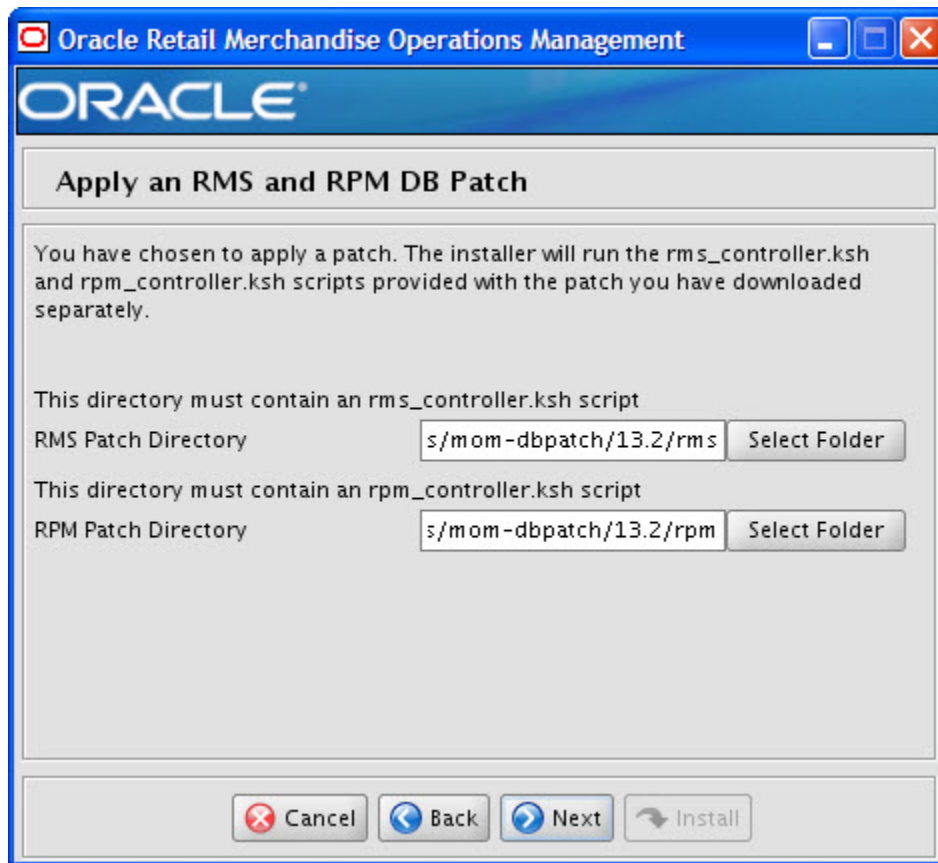 Oracle Retail Merchandise Operations Management
ORACLE®
Apply an RMS and RPM DB Patch
You have chosen to apply a patch. The installer will run the rms_controller.ksh
and rpm_controller.ksh scripts provided with the patch you have downloaded
separately.
This directory must contain an rms_controller.ksh script
RMS Patch Directory s/mom-dbpatch/13.2/rms Select Folder
This directory must contain an rpm_controller.ksh script
RPM Patch Directory s/mom-dbpatch/13.2/rpm Select Folder
Cancel Back Next Install